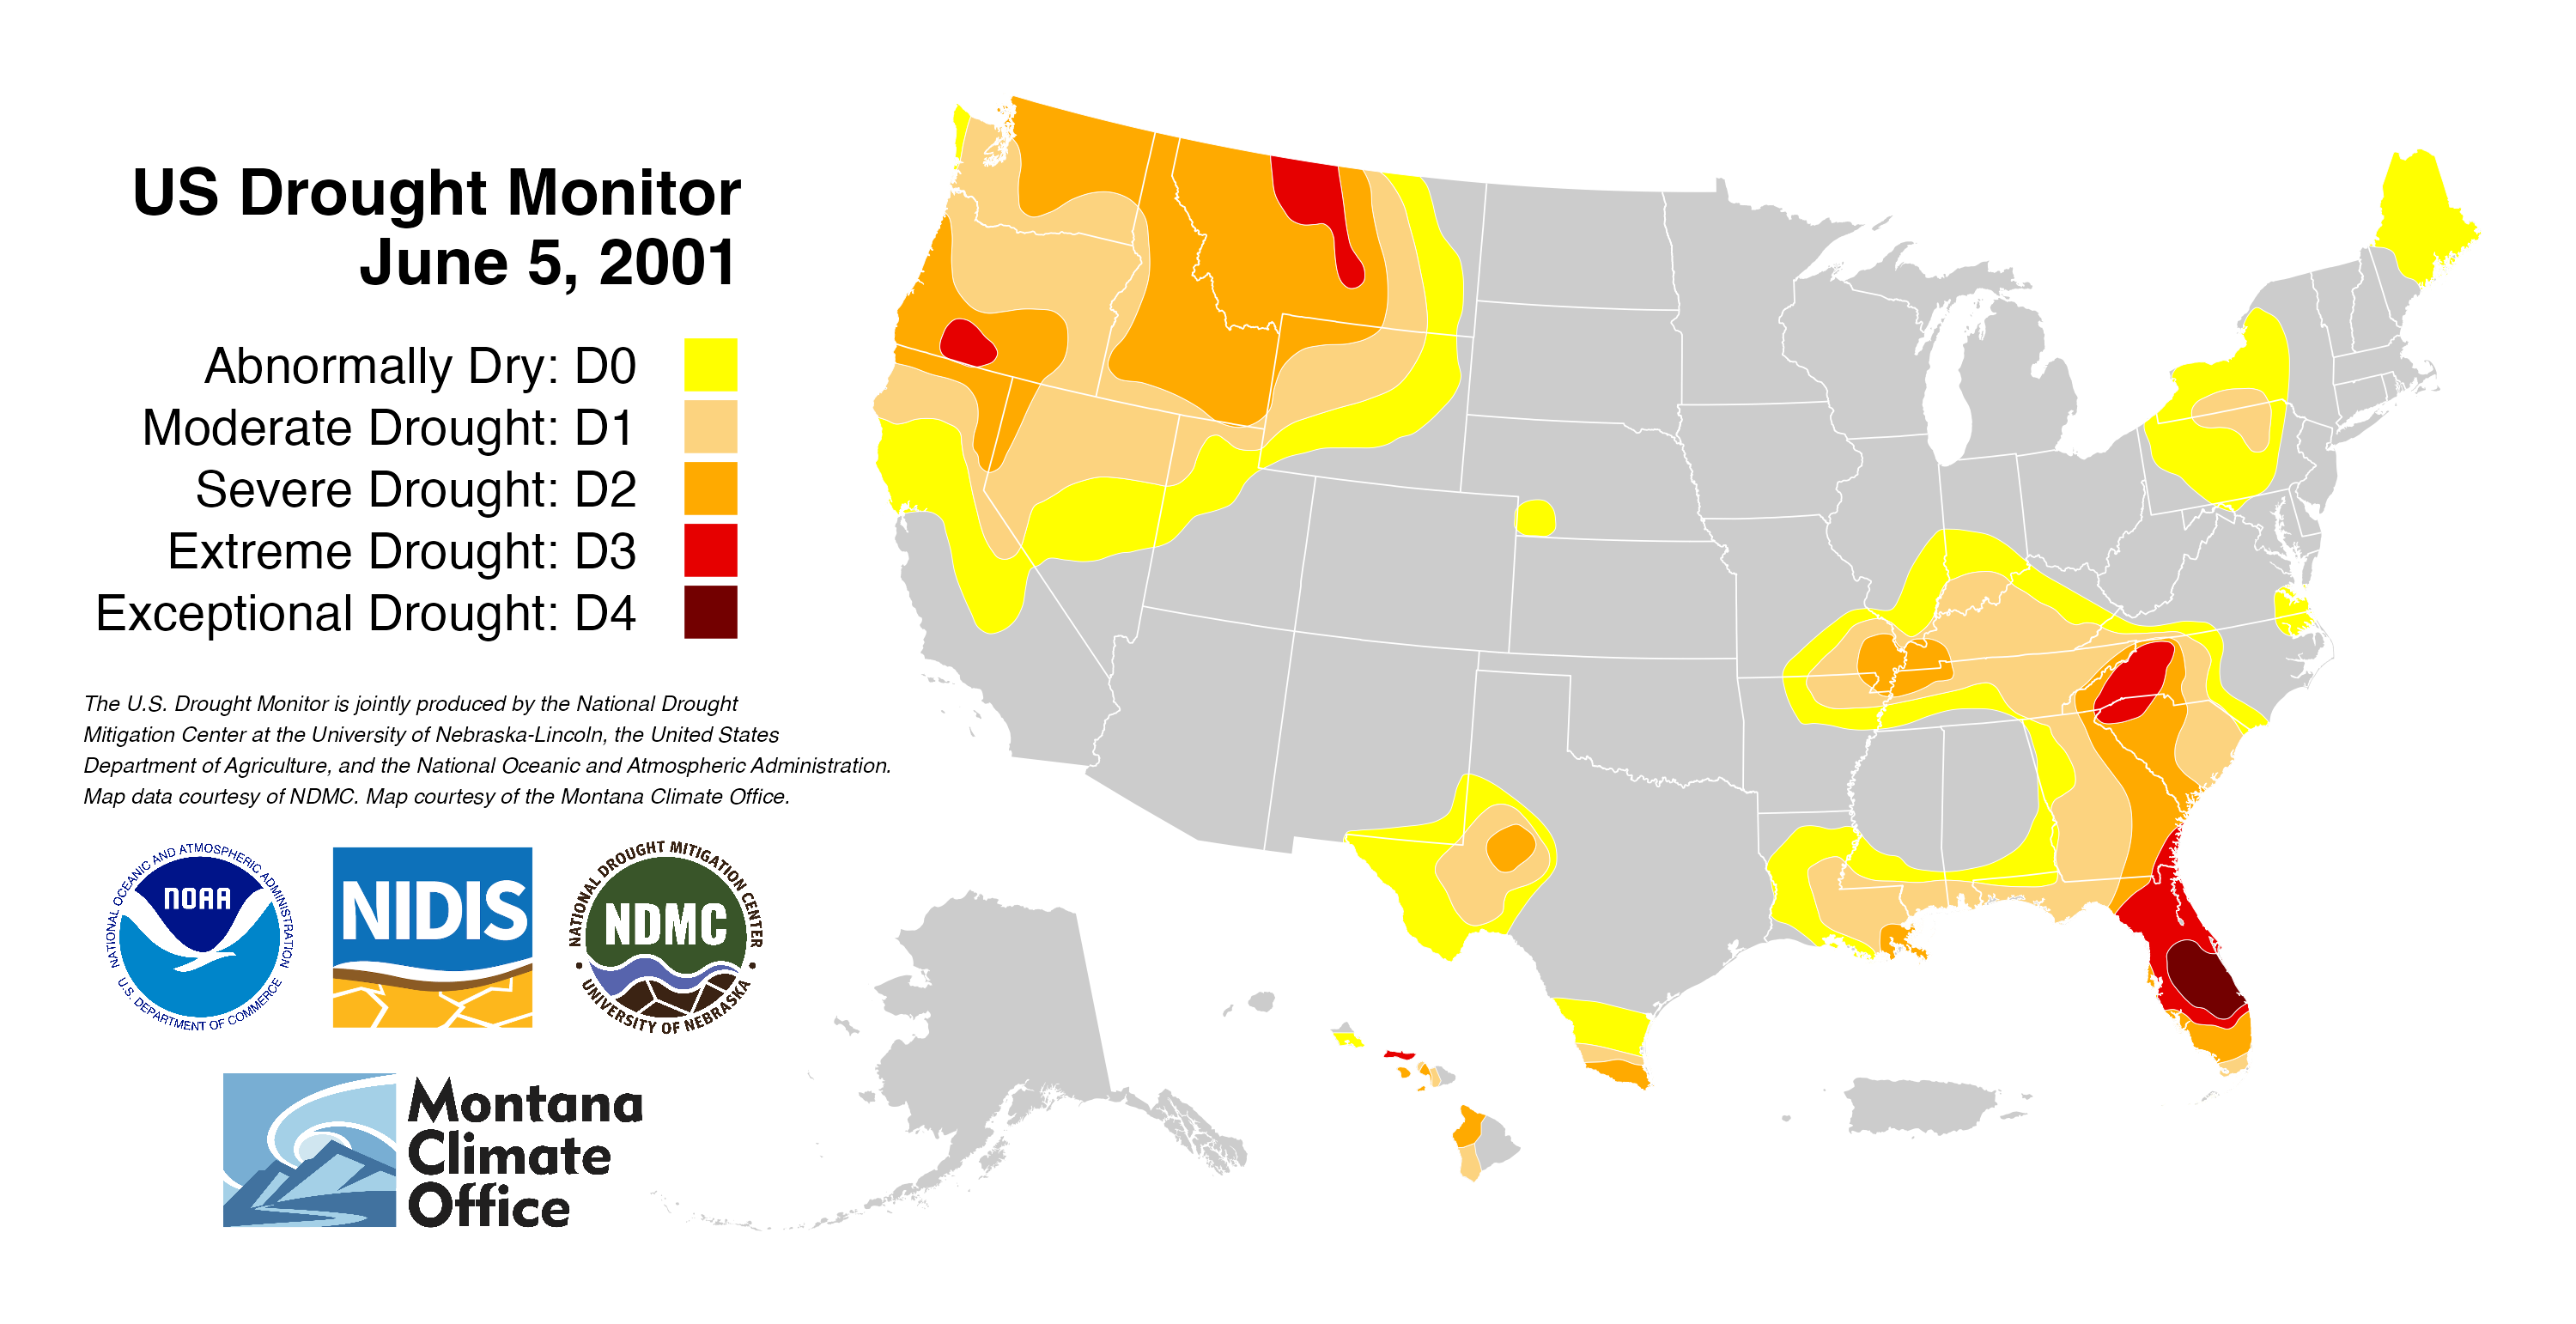 US Drought Monitor
June 5, 2001
Abnormally Dry: D0
Moderate Drought: D1
Severe Drought: D2
Extreme Drought: D3
Exceptional Drought: D4
The U.S. Drought Monitor is jointly produced by the National Drought
Mitigation Center at the University of Nebraska-Lincoln, the United States
Department of Agriculture, and the National Oceanic and Atmospheric Administration.
Map data courtesy of NDMC. Map courtesy of the Montana Climate Office.
NATIONAL OCEANIC AND ATMOSPHERIC ADMINISTRATION
NOAA
U.S. DEPARTMENT OF COMMERCE
NIDIS
NATIONAL DROUGHT MITIGATION CENTER
NDMC
UNIVERSITY OF NEBRASKA
Montana
Climate
Office